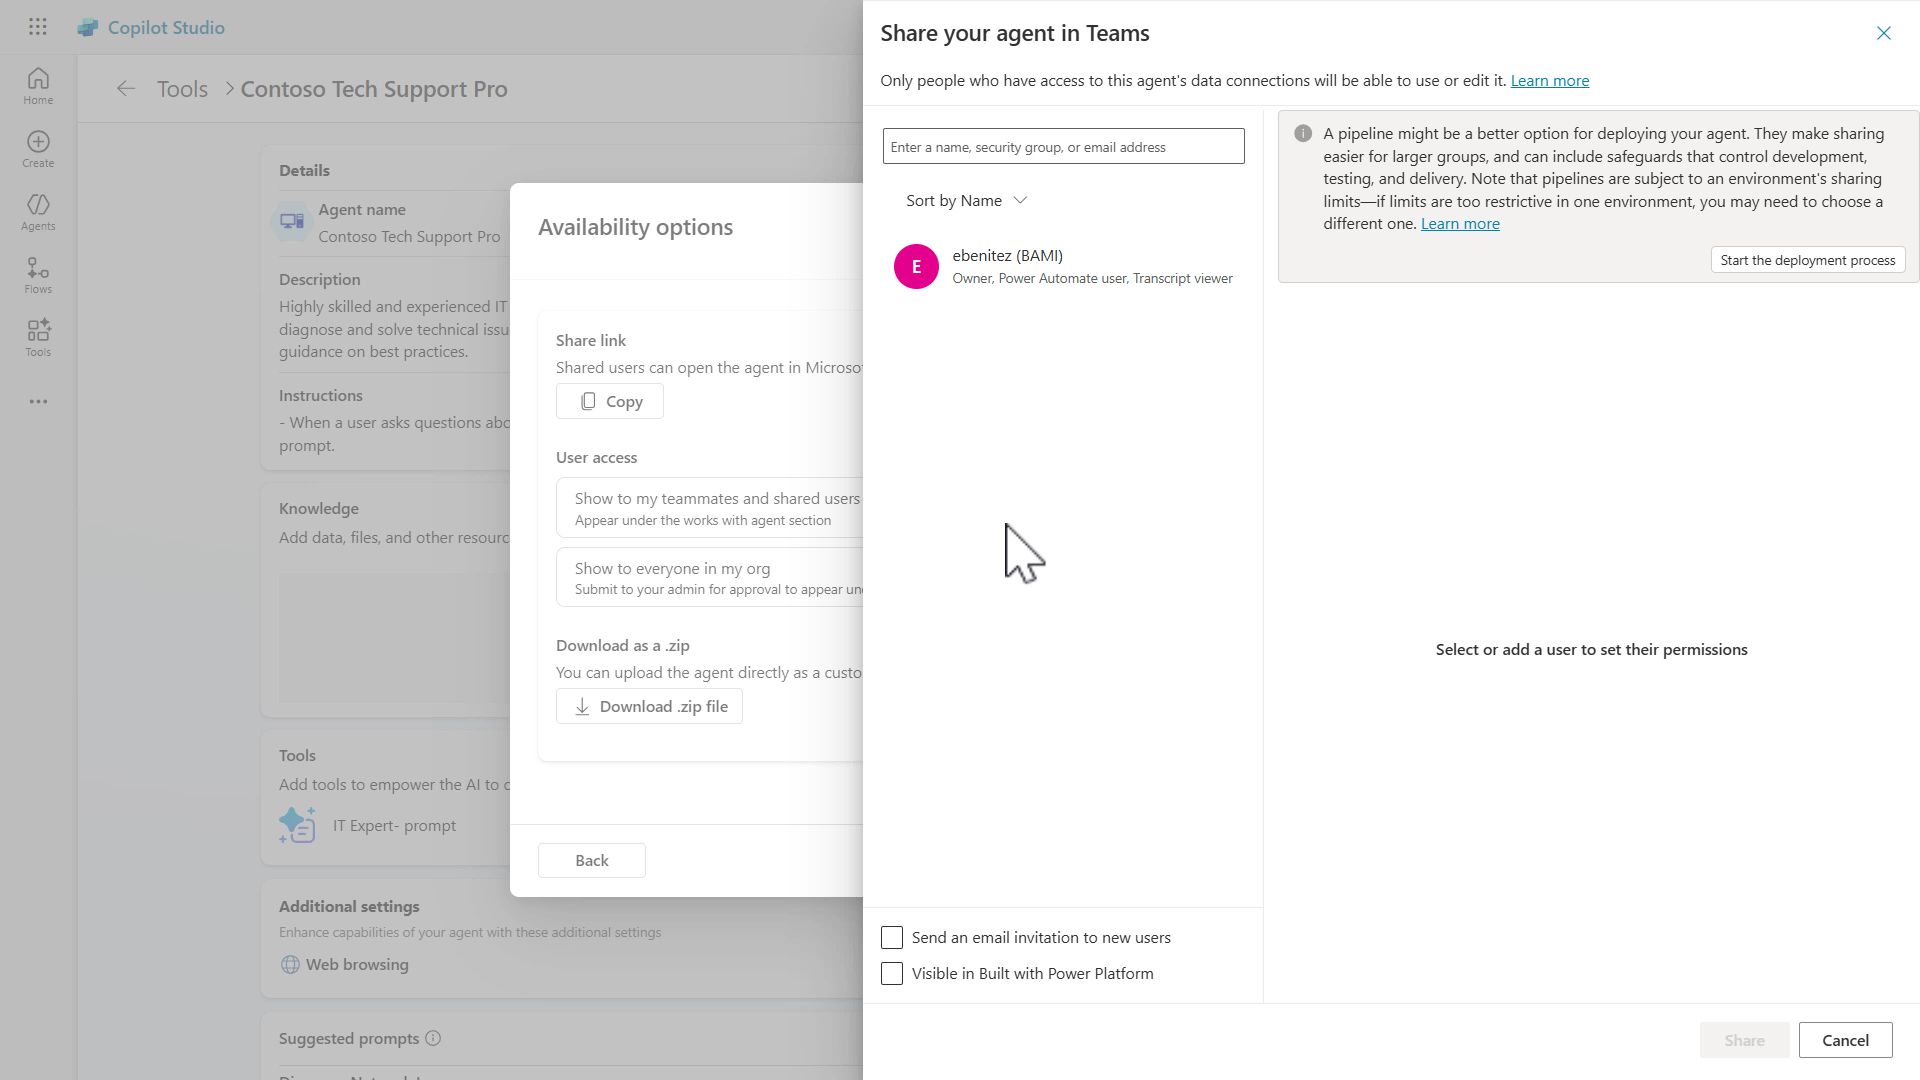 Copilot Studio
Home
Create
Agents
Flows
Tools
Tools
Contoso Tech Support Pro
Details
Agent name
Contoso Tech Support Pro
Description
Highly skilled and experienced IT
diagnose and solve technical issu
guidance on best practices.
Instructions
- When a user asks questions abo
prompt.
Knowledge
Add data, files, and other resourc
Tools
Add tools to empower the AI to c
IT Expert- prompt
Additional settings
Enhance capabilities of your agent with these additional settings
Web browsing
Suggested prompts
Availability options
Share link
Shared users can open the agent in Microsof
Copy
User access
Show to my teammates and shared users
Appear under the works with agent section
Show to everyone in my org
Submit to your admin for approval to appear und
Download as a .zip
You can upload the agent directly as a custo
Download .zip file
Back
Share your agent in Teams
Only people who have access to this agent's data connections will be able to use or edit it. Learn more
Enter a name, security group, or email address
Sort by Name
E
ebenitez (BAMI)
Owner, Power Automate user, Transcript viewer
A pipeline might be a better option for deploying your agent. They make sharing
easier for larger groups, and can include safeguards that control development,
testing, and delivery. Note that pipelines are subject to an environment's sharing
limits—if limits are too restrictive in one environment, you may need to choose a
different one. Learn more
Start the deployment process
Select or add a user to set their permissions
Send an email invitation to new users
Visible in Built with Power Platform
Share
Cancel